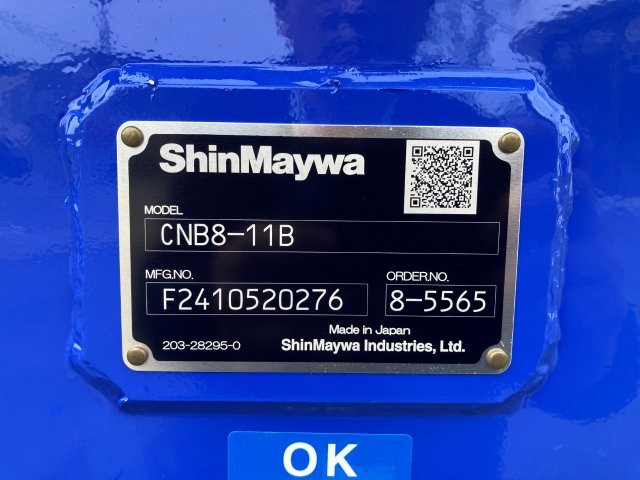 ShinMaywa
MODEL
CNB8-11B
MFG.NO. ORDER.NO.
F2410520276 8-5565
Made in Japan
203-28295-0 ShinMaywa Industries, Ltd.
OK